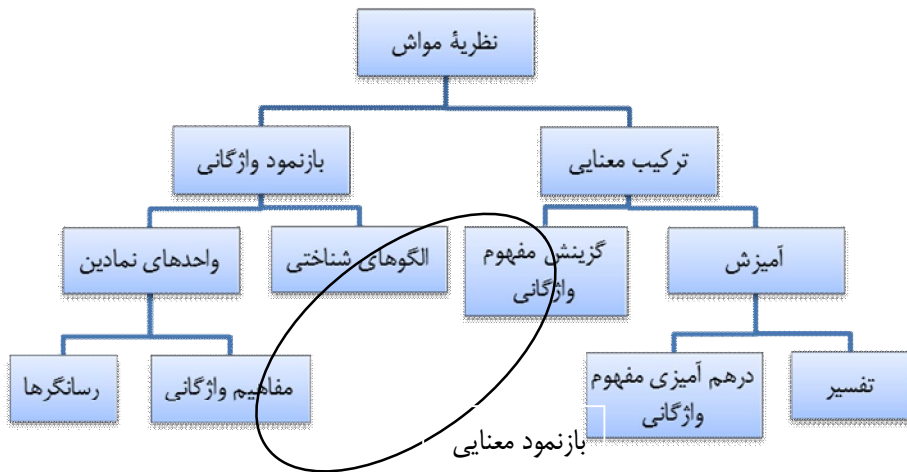 نظریۀ مواش
ترکیب معنایی
بازنمود واژگانی
آمیزش
گزینش مفهوم
واژگانی
الگوهای شناختی
واحدهای نمادین
تفسیر
درهم آمیزی مفهوم
واژگانی
مفاهیم واژگانی
رسانگرها
بازنمود معنایی